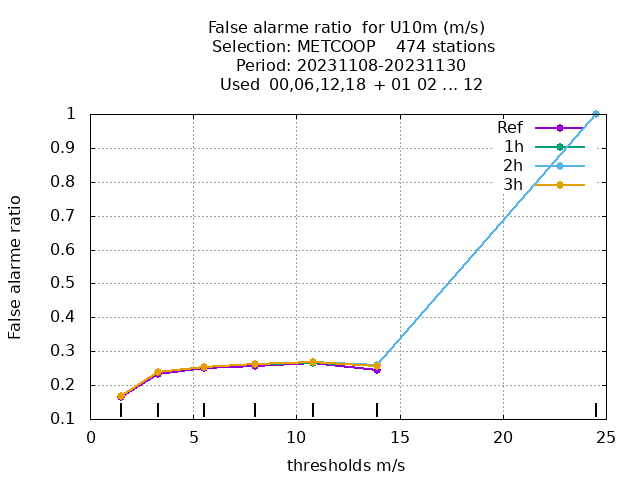 False alarme ratio for U10m (m/s)
Selection: METCOOP 474 stations
Period: 20231108-20231130
Used 00,06,12,18 + 01 02 ... 12
Ref
1h
2h
3h
1
0.9
0.8
0.7
0.6
0.5
0.4
0.3
0.2
0.1
False alarme ratio
0 5 10 15 20 25
thresholds m/s